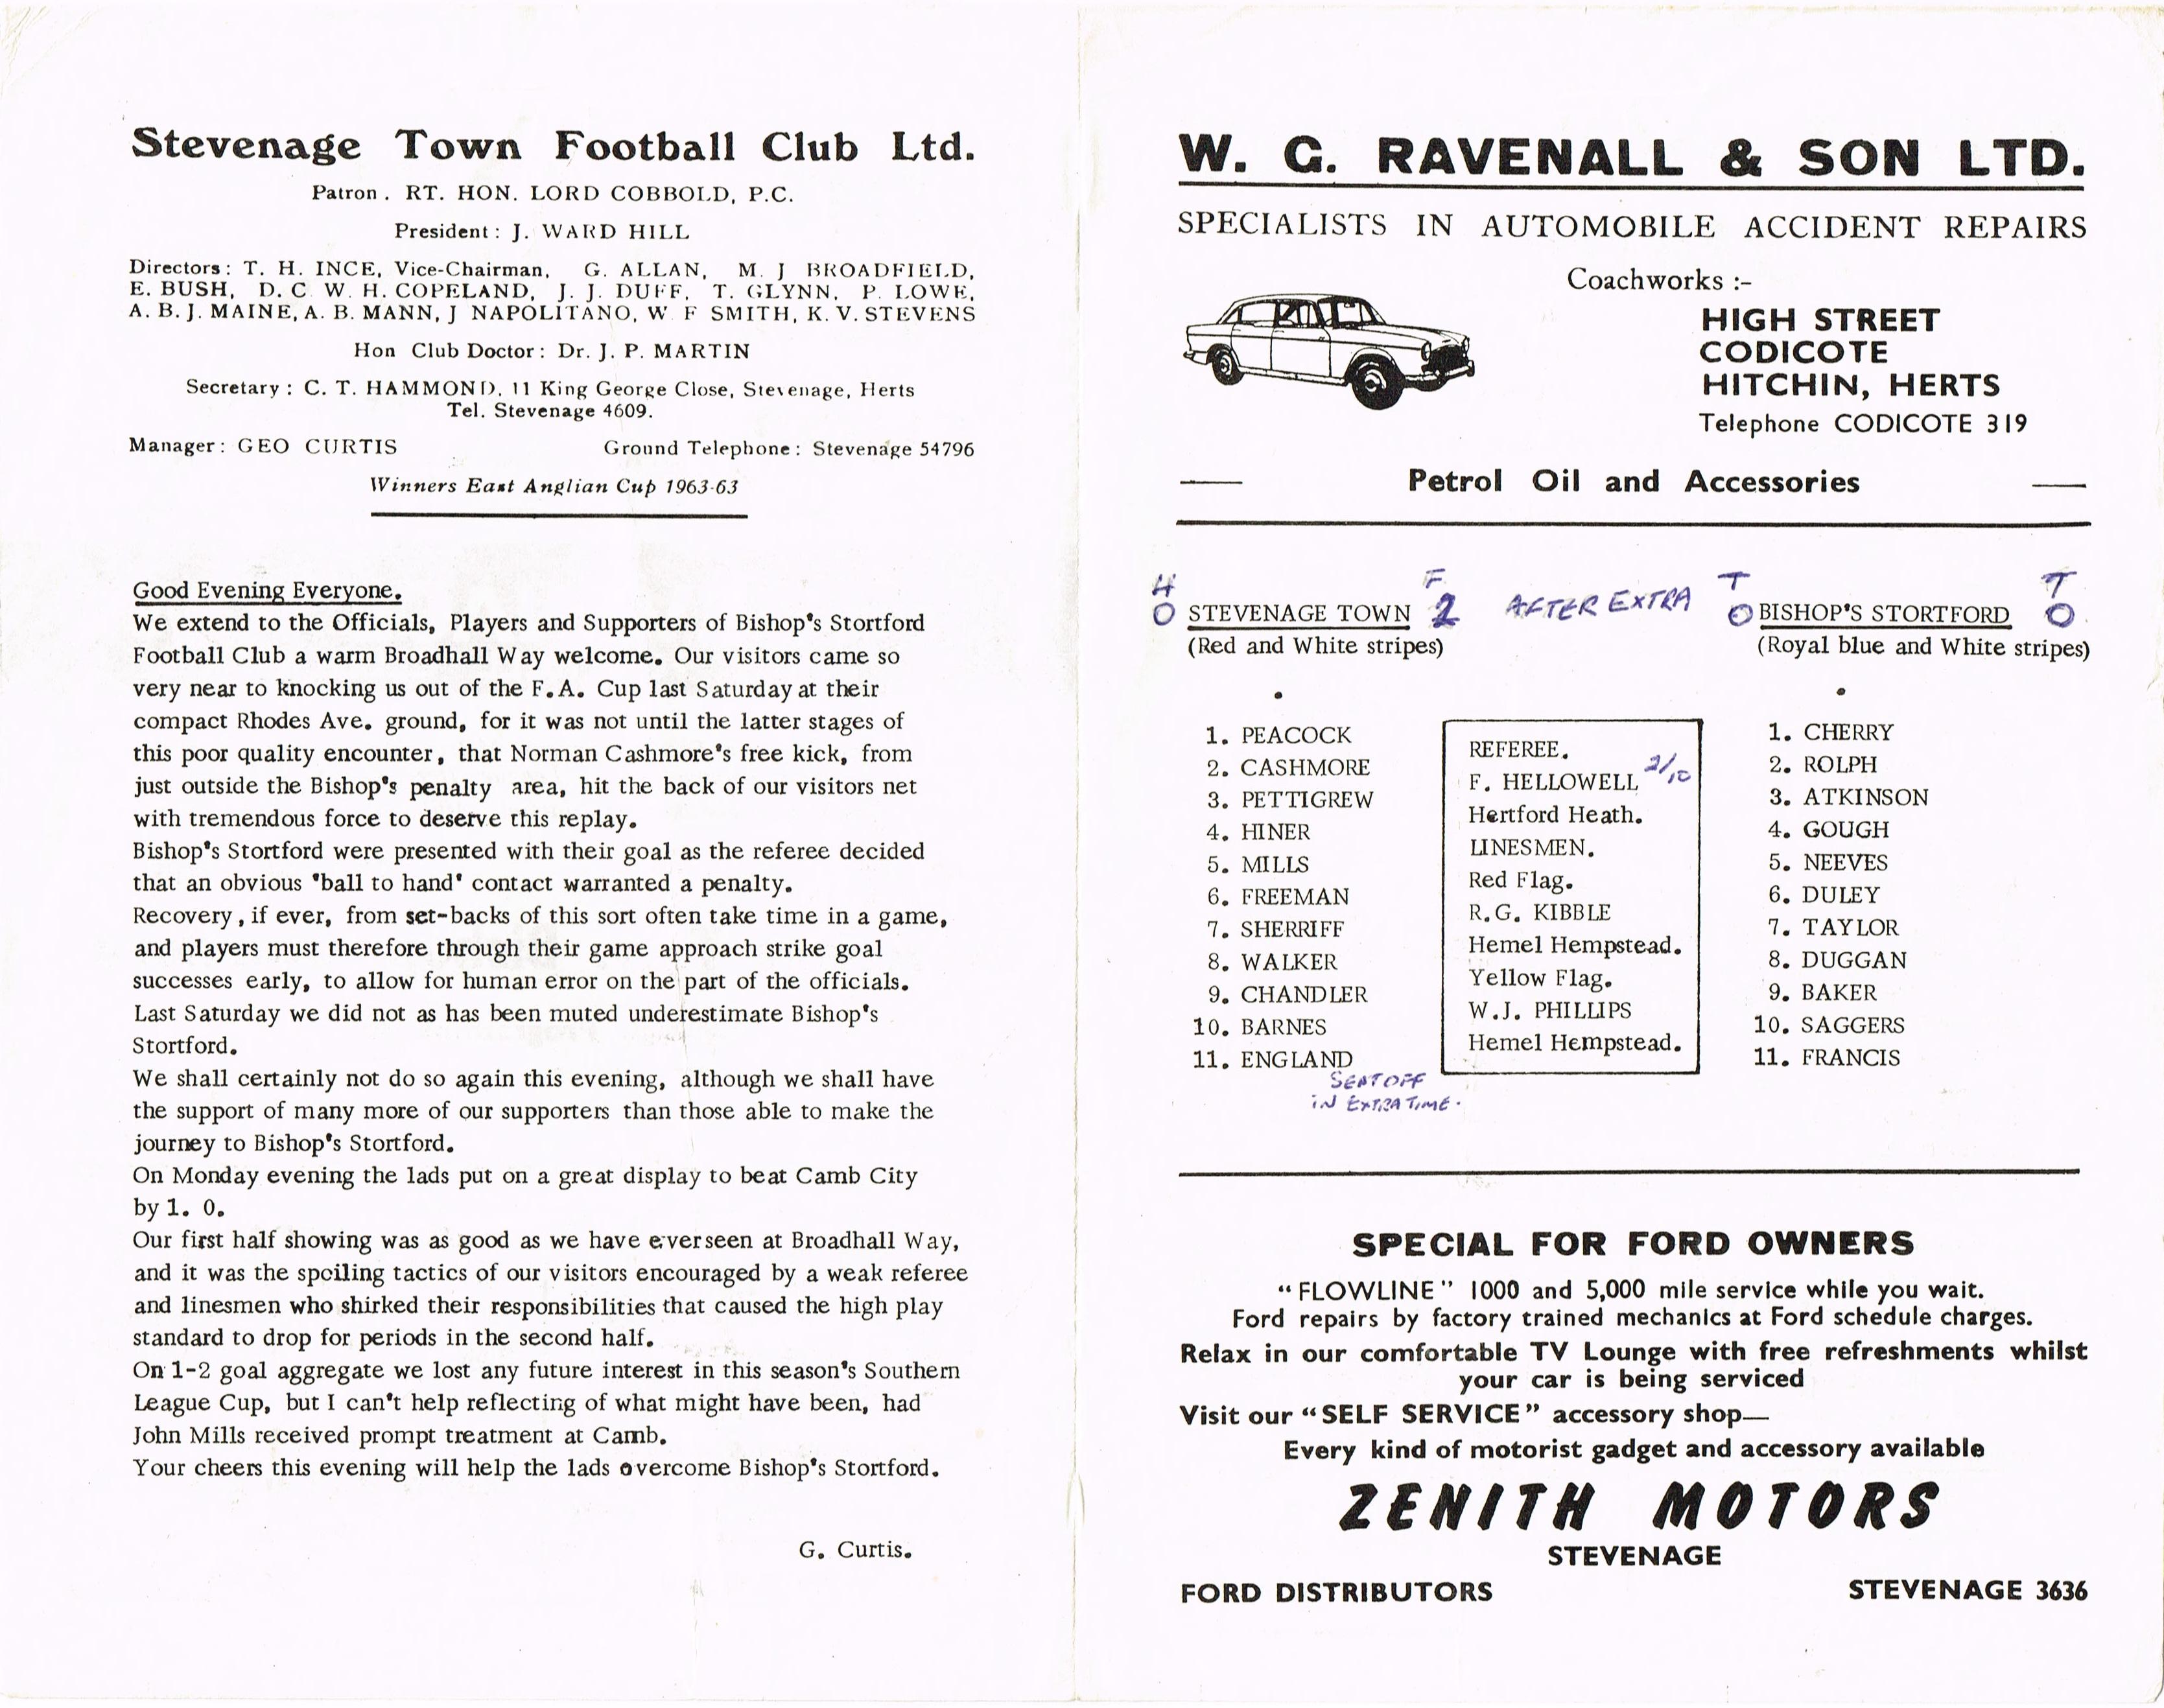 Stevenage Town Football Club Ltd.
Patron . RT. HON. LORD COBBOLD, P.C.
President : J. WARD HILL
Directors : T. H. INCE, Vice-Chairman, G. ALLAN, M. J BROADFIELD,
E. BUSH, D. C W. H. COPELAND, J. J. DUFF, T. GLYNN, P. LOWE,
A. B. J. MAINE, A. B. MANN, J NAPOLITANO, W F SMITH, K. V. STEVENS
Hon Club Doctor : Dr. J. P. MARTIN
Secretary : C. T. HAMMOND, 11 King George Close, Stevenage, Herts
Tel. Stevenage 4609.
Manager : GEO CURTIS Ground Telephone : Stevenage 54796
Winners East Anglian Cup 1963-63
Good Evening Everyone.
We extend to the Officials, Players and Supporters of Bishop's Stortford
Football Club a warm Broadhall Way welcome. Our visitors came so
very near to knocking us out of the F.A. Cup last Saturday at their
compact Rhodes Ave. ground, for it was not until the latter stages of
this poor quality encounter, that Norman Cashmore's free kick, from
just outside the Bishop's penalty area, hit the back of our visitors net
with tremendous force to deserve this replay.
Bishop's Stortford were presented with their goal as the referee decided
that an obvious 'ball to hand' contact warranted a penalty.
Recovery, if ever, from set-backs of this sort often take time in a game,
and players must therefore through their game approach strike goal
successes early, to allow for human error on the part of the officials.
Last Saturday we did not as has been muted underestimate Bishop's
Stortford.
We shall certainly not do so again this evening, although we shall have
the support of many more of our supporters than those able to make the
journey to Bishop's Stortford.
On Monday evening the lads put on a great display to beat Camb City
by 1. 0.
Our first half showing was as good as we have ever seen at Broadhall Way,
and it was the spoiling tactics of our visitors encouraged by a weak referee
and linesmen who shirked their responsibilities that caused the high play
standard to drop for periods in the second half.
On 1-2 goal aggregate we lost any future interest in this season's Southern
League Cup, but I can't help reflecting of what might have been, had
John Mills received prompt treatment at Camb.
Your cheers this evening will help the lads overcome Bishop's Stortford.
G. Curtis.
W. G. RAVENALL & SON LTD.
SPECIALISTS IN AUTOMOBILE ACCIDENT REPAIRS
Coachworks :-
HIGH STREET
CODICOTE
HITCHIN, HERTS
Telephone CODICOTE 319
Petrol Oil and Accessories
H F T T
0 STEVENAGE TOWN 2 AFTER EXTRA 0 BISHOP'S STORTFORD 0
(Red and White stripes) (Royal blue and White stripes)
1. PEACOCK
2. CASHMORE
3. PETTIGREW
4. HINER
5. MILLS
6. FREEMAN
7. SHERRIFF
8. WALKER
9. CHANDLER
10. BARNES
11. ENGLAND
SENT OFF
IN EXTRA TIME.
REFEREE.
F. HELLOWELL 2/10
Hertford Heath.
LINESMEN.
Red Flag.
R.G. KIBBLE
Hemel Hempstead.
Yellow Flag.
W.J. PHILLIPS
Hemel Hempstead.
1. CHERRY
2. ROLPH
3. ATKINSON
4. GOUGH
5. NEEVES
6. DULEY
7. TAYLOR
8. DUGGAN
9. BAKER
10. SAGGERS
11. FRANCIS
SPECIAL FOR FORD OWNERS
"FLOWLINE" 1000 and 5,000 mile service while you wait.
Ford repairs by factory trained mechanics at Ford schedule charges.
Relax in our comfortable TV Lounge with free refreshments whilst
your car is being serviced
Visit our "SELF SERVICE" accessory shop—
Every kind of motorist gadget and accessory available
ZENITH MOTORS
STEVENAGE
FORD DISTRIBUTORS STEVENAGE 3636